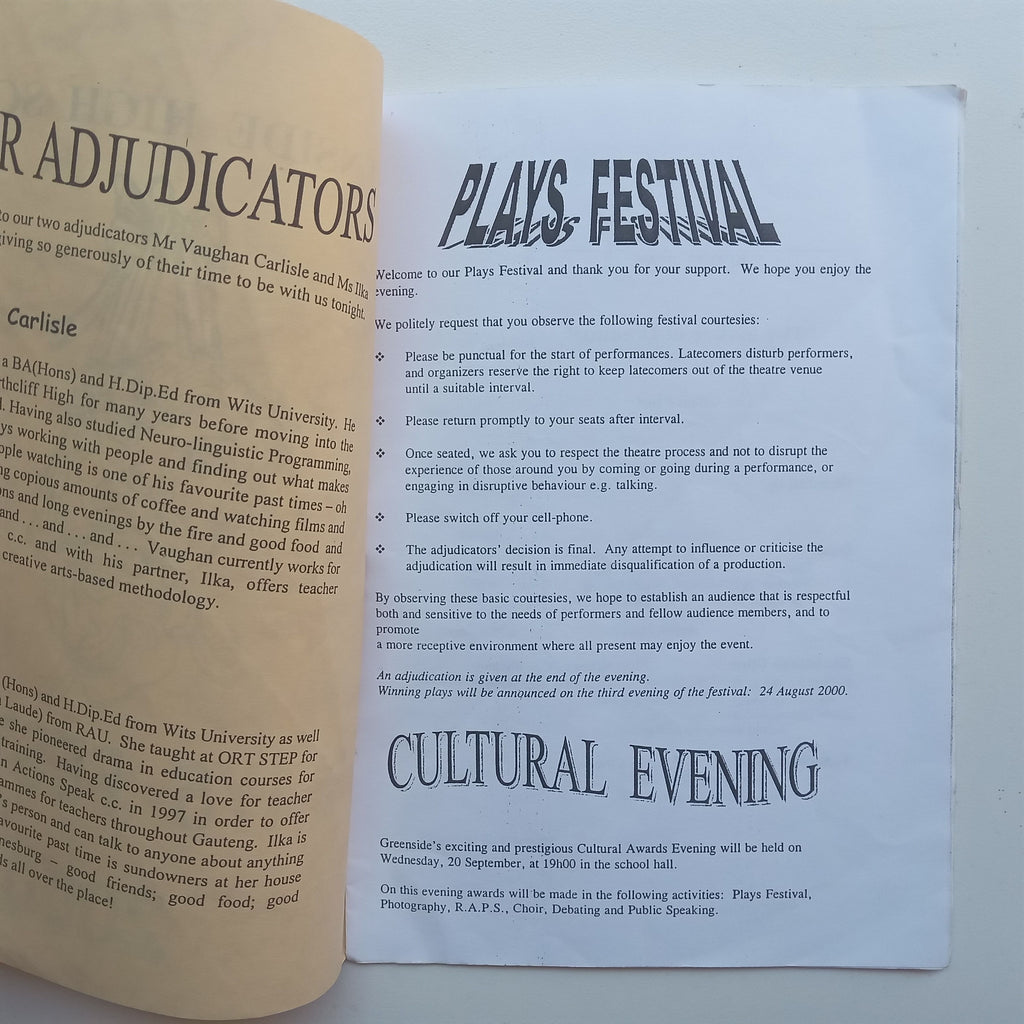 R ADJUDICATORS
to our two adjudicators Mr Vaughan Carlisle and Ms Ilka
giving so generously of their time to be with us tonight.
Carlisle
a BA(Hons) and H.Dip.Ed from Wits University. He
High for many years before moving into the
Having also studied Neuro-linguistic Programming,
working with people and finding out what makes
watching is one of his favourite past times – oh
copious amounts of coffee and watching films and
and long evenings by the fire and good food and
and . . . and . . . and . . . Vaughan currently works for
c.c. and with his partner, Ilka, offers teacher
creative arts-based methodology.
(Hons) and H.Dip.Ed from Wits University as well
Laude) from RAU. She taught at ORT STEP for
she pioneered drama in education courses for
training. Having discovered a love for teacher
Actions Speak c.c. in 1997 in order to offer
for teachers throughout Gauteng. Ilka is
person and can talk to anyone about anything
past time is sundowners at her house
– good friends; good food; good
all over the place!
PLAYS FESTIVAL
Welcome to our Plays Festival and thank you for your support. We hope you enjoy the
evening.
We politely request that you observe the following festival courtesies:
❖ Please be punctual for the start of performances. Latecomers disturb performers,
and organizers reserve the right to keep latecomers out of the theatre venue
until a suitable interval.
❖ Please return promptly to your seats after interval.
❖ Once seated, we ask you to respect the theatre process and not to disrupt the
experience of those around you by coming or going during a performance, or
engaging in disruptive behaviour e.g. talking.
❖ Please switch off your cell-phone.
❖ The adjudicators' decision is final. Any attempt to influence or criticise the
adjudication will result in immediate disqualification of a production.
By observing these basic courtesies, we hope to establish an audience that is respectful
both and sensitive to the needs of performers and fellow audience members, and to
promote
a more receptive environment where all present may enjoy the event.
An adjudication is given at the end of the evening.
Winning plays will be announced on the third evening of the festival: 24 August 2000.
CULTURAL EVENING
Greenside's exciting and prestigious Cultural Awards Evening will be held on
Wednesday, 20 September, at 19h00 in the school hall.
On this evening awards will be made in the following activities: Plays Festival,
Photography, R.A.P.S., Choir, Debating and Public Speaking.